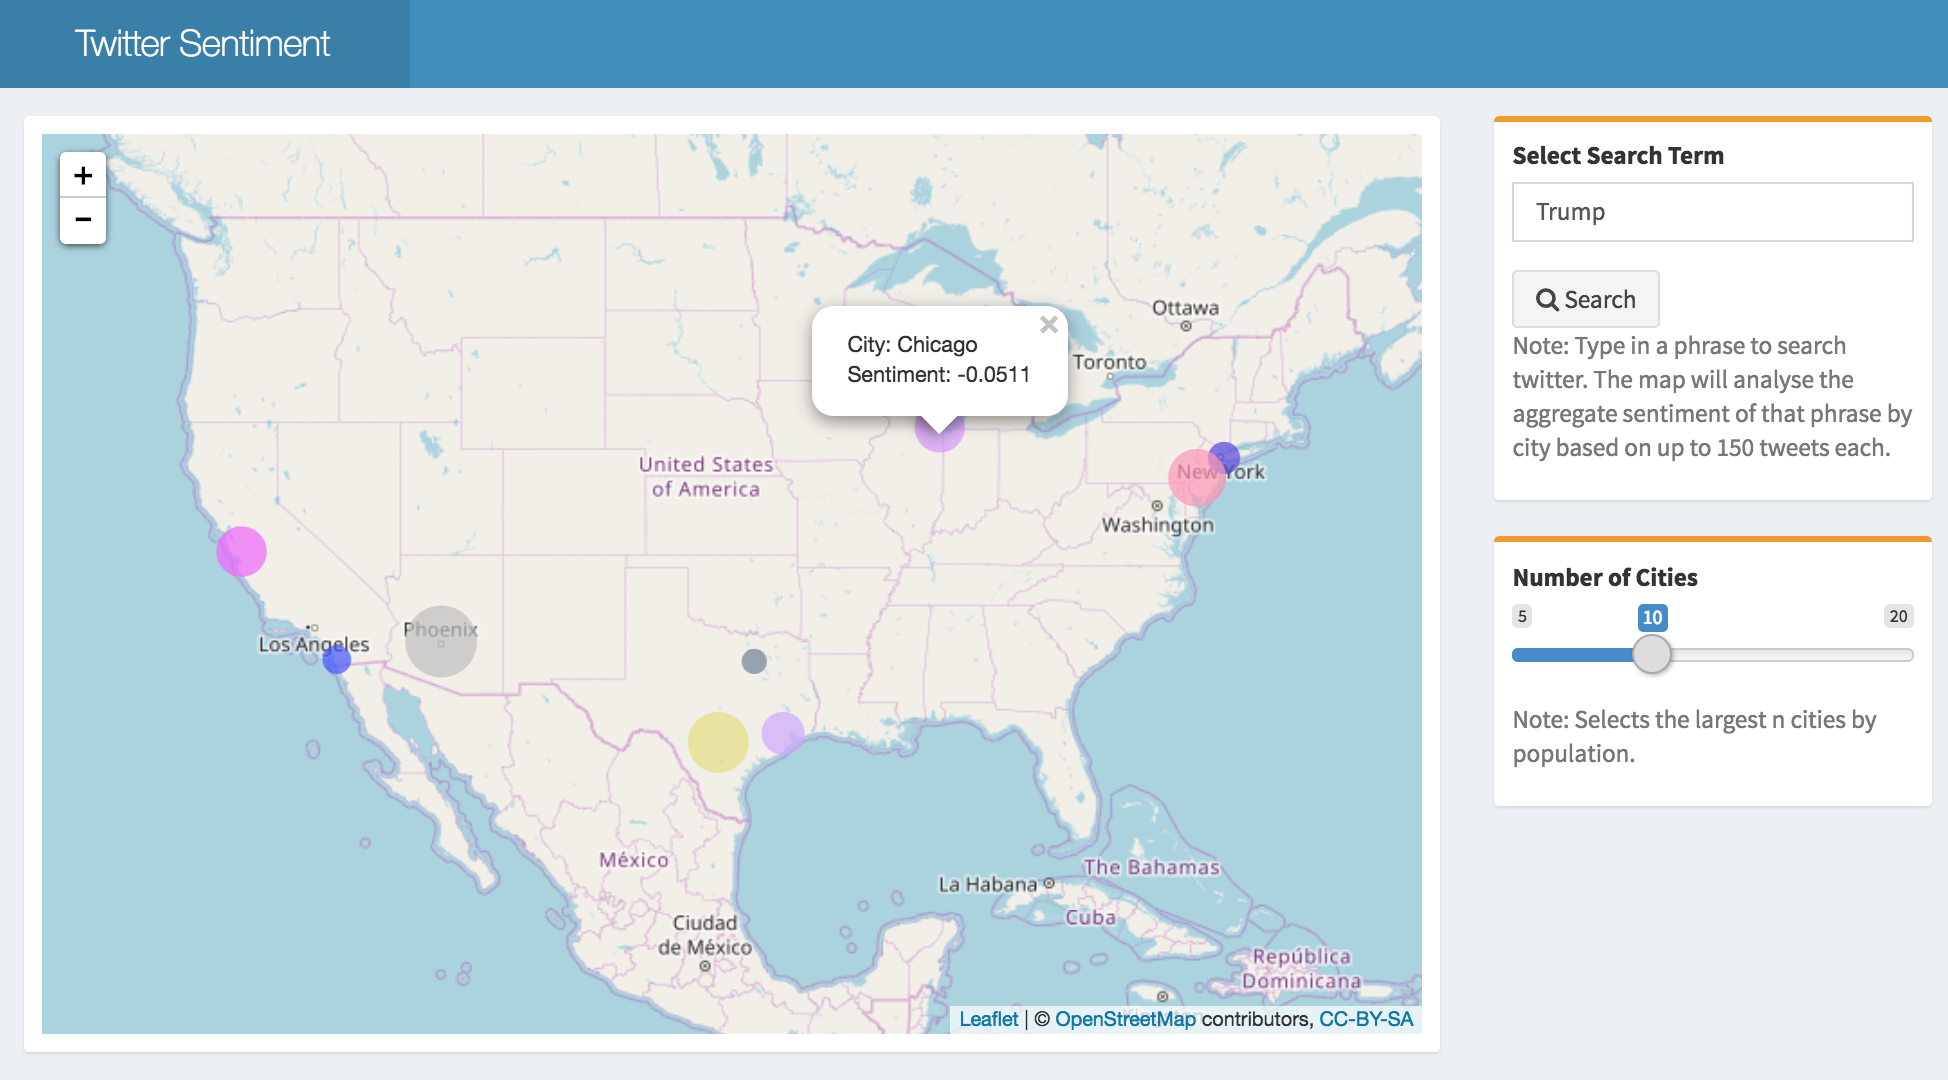 Twitter Sentiment
+
−
City: Chicago
Sentiment: -0.0511
×
Ottawa
Toronto
United States
of America
New York
Washington
Phoenix
Los Angeles
México
The Bahamas
La Habana
Cuba
Ciudad
de México
República
Dominicana
Leaflet | © OpenStreetMap contributors, CC-BY-SA
Select Search Term
Trump
Search
Note: Type in a phrase to search
twitter. The map will analyse the
aggregate sentiment of that phrase by
city based on up to 150 tweets each.
Number of Cities
5
10
20
Note: Selects the largest n cities by
population.